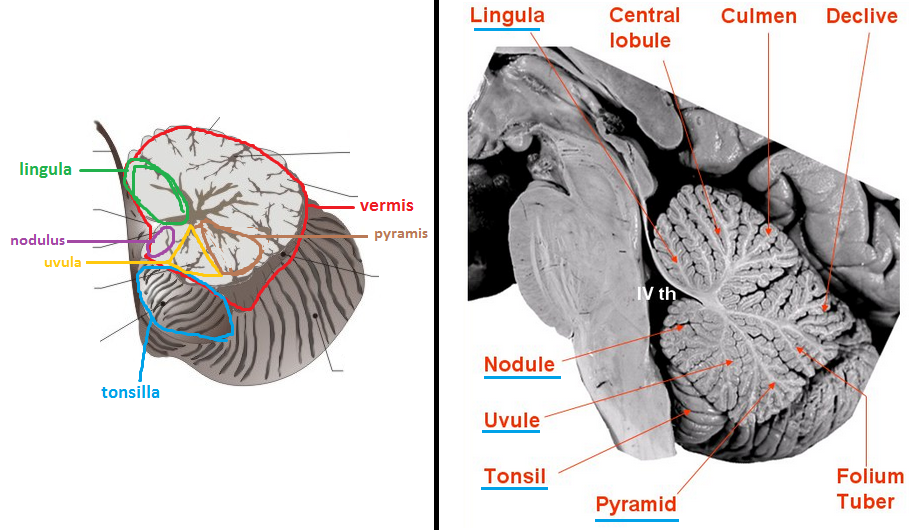 lingula
vermis
pyramis
nodulus
uvula
tonsilla
Lingula
Central
lobule
Culmen
Declive
IV th
Nodule
Uvule
Tonsil
Pyramid
Folium
Tuber